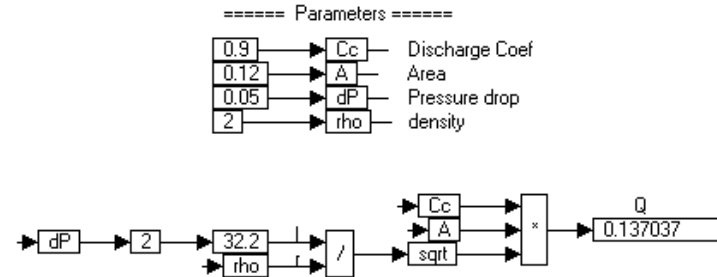 ====== Parameters ======
0.9 Cc Discharge Coef
0.12 A Area
0.05 dP Pressure drop
2 rho density
Cc Q
A * 0.137037
dP 2 32.2 l / sqrt
rho r